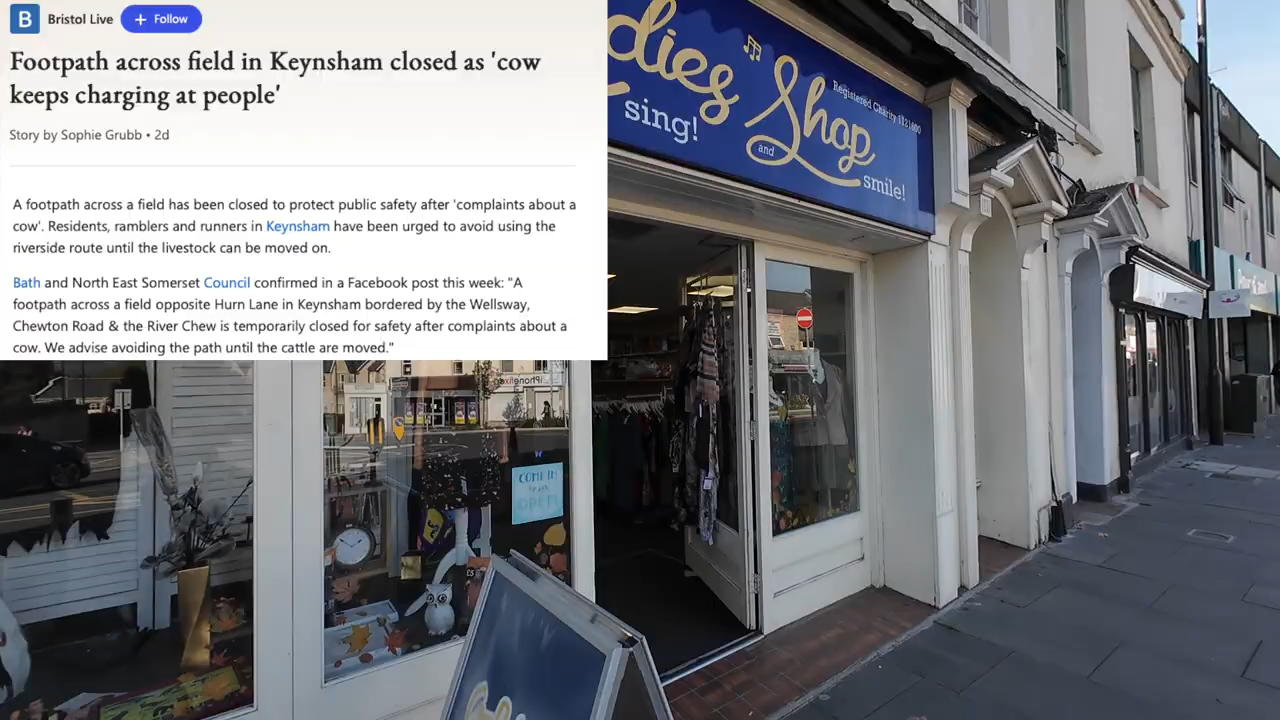 B Bristol Live + Follow
Footpath across field in Keynsham closed as 'cow
keeps charging at people'
Story by Sophie Grubb • 2d
A footpath across a field has been closed to protect public safety after 'complaints about a
cow'. Residents, ramblers and runners in Keynsham have been urged to avoid using the
riverside route until the livestock can be moved on.
Bath and North East Somerset Council confirmed in a Facebook post this week: "A
footpath across a field opposite Hurn Lane in Keynsham bordered by the Wellsway,
Chewton Road & the River Chew is temporarily closed for safety after complaints about a
cow. We advise avoiding the path until the cattle are moved."
dies Shop
Registered Charity 1121600
sing!
and
smile!
COME IN
OPEN